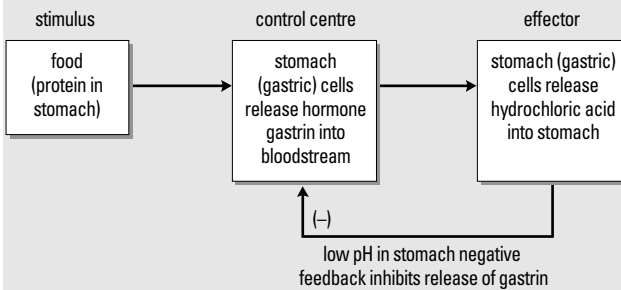 stimulus
food
(protein in
stomach)
control centre
stomach
(gastric) cells
release hormone
gastrin into
bloodstream
effector
stomach (gastric)
cells release
hydrochloric acid
into stomach
(–)
low pH in stomach negative
feedback inhibits release of gastrin